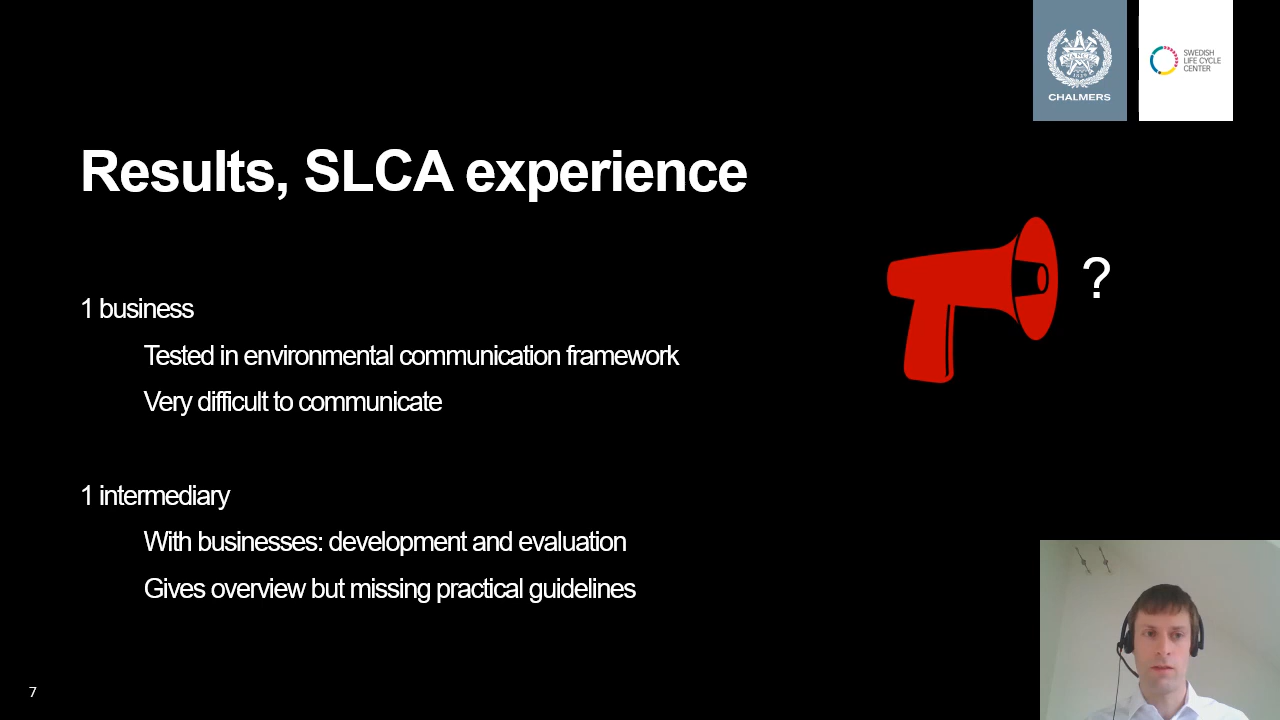 CHALMERS
SWEDISH
LIFE CYCLE
CENTER
Results, SLCA experience
?
1 business
Tested in environmental communication framework
Very difficult to communicate
1 intermediary
With businesses: development and evaluation
Gives overview but missing practical guidelines
7